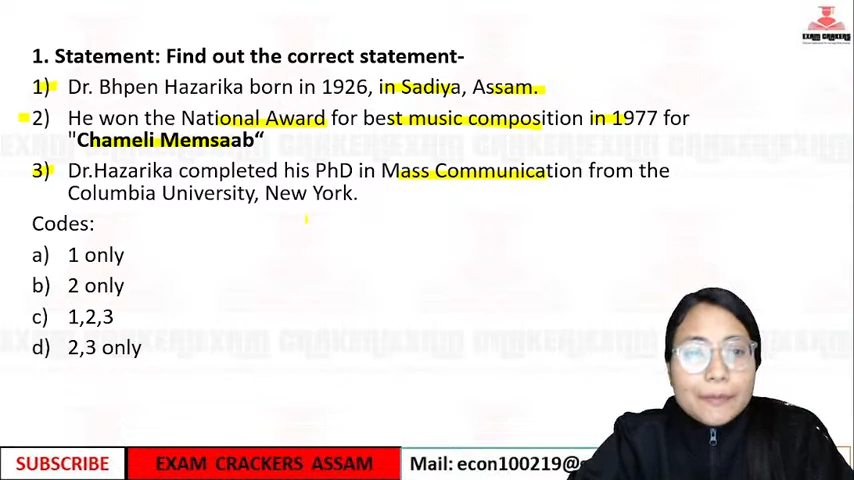 EXAM CRAKERS
1. Statement: Find out the correct statement-
1) Dr. Bhpen Hazarika born in 1926, in Sadiya, Assam.
2) He won the National Award for best music composition in 1977 for
"Chameli Memsaab“
3) Dr.Hazarika completed his PhD in Mass Communication from the
Columbia University, New York.
Codes:
a) 1 only
b) 2 only
c) 1,2,3
d) 2,3 only
SUBSCRIBE EXAM CRACKERS ASSAM Mail: econ100219@